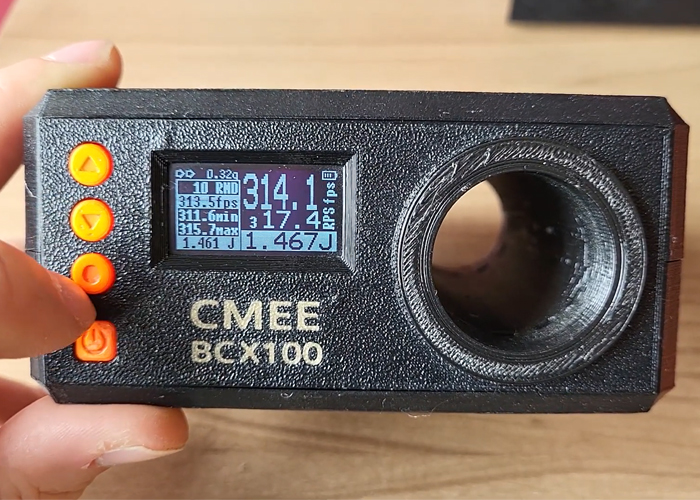 0.32g
10 RND
313.5fps
311.6min
315.7max
1.461 J
314.1 fps
3 17.4 RPS
1.467J
CMEE
BCX100